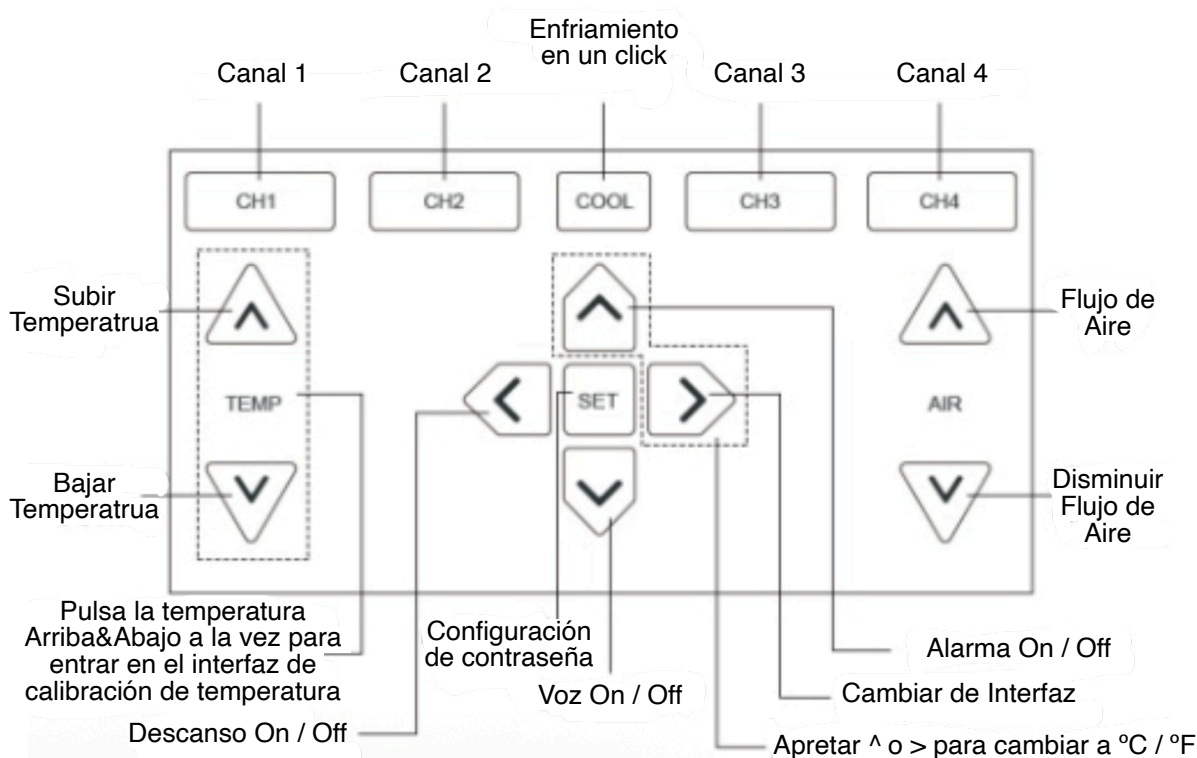 Enfriamiento
en un click
Canal 1
Canal 2
Canal 3
Canal 4
CH1
CH2
COOL
CH3
CH4
Subir
Temperatrua
Flujo de
Aire
TEMP
SET
AIR
Bajar
Temperatrua
Disminuir
Flujo de
Aire
Pulsa la temperatura
Arriba&Abajo a la vez para
entrar en el interfaz de
calibración de temperatura
Configuración
de contraseña
Alarma On / Off
Voz On / Off
Cambiar de Interfaz
Descanso On / Off
Apretar ^ o > para cambiar a ºC / ºF